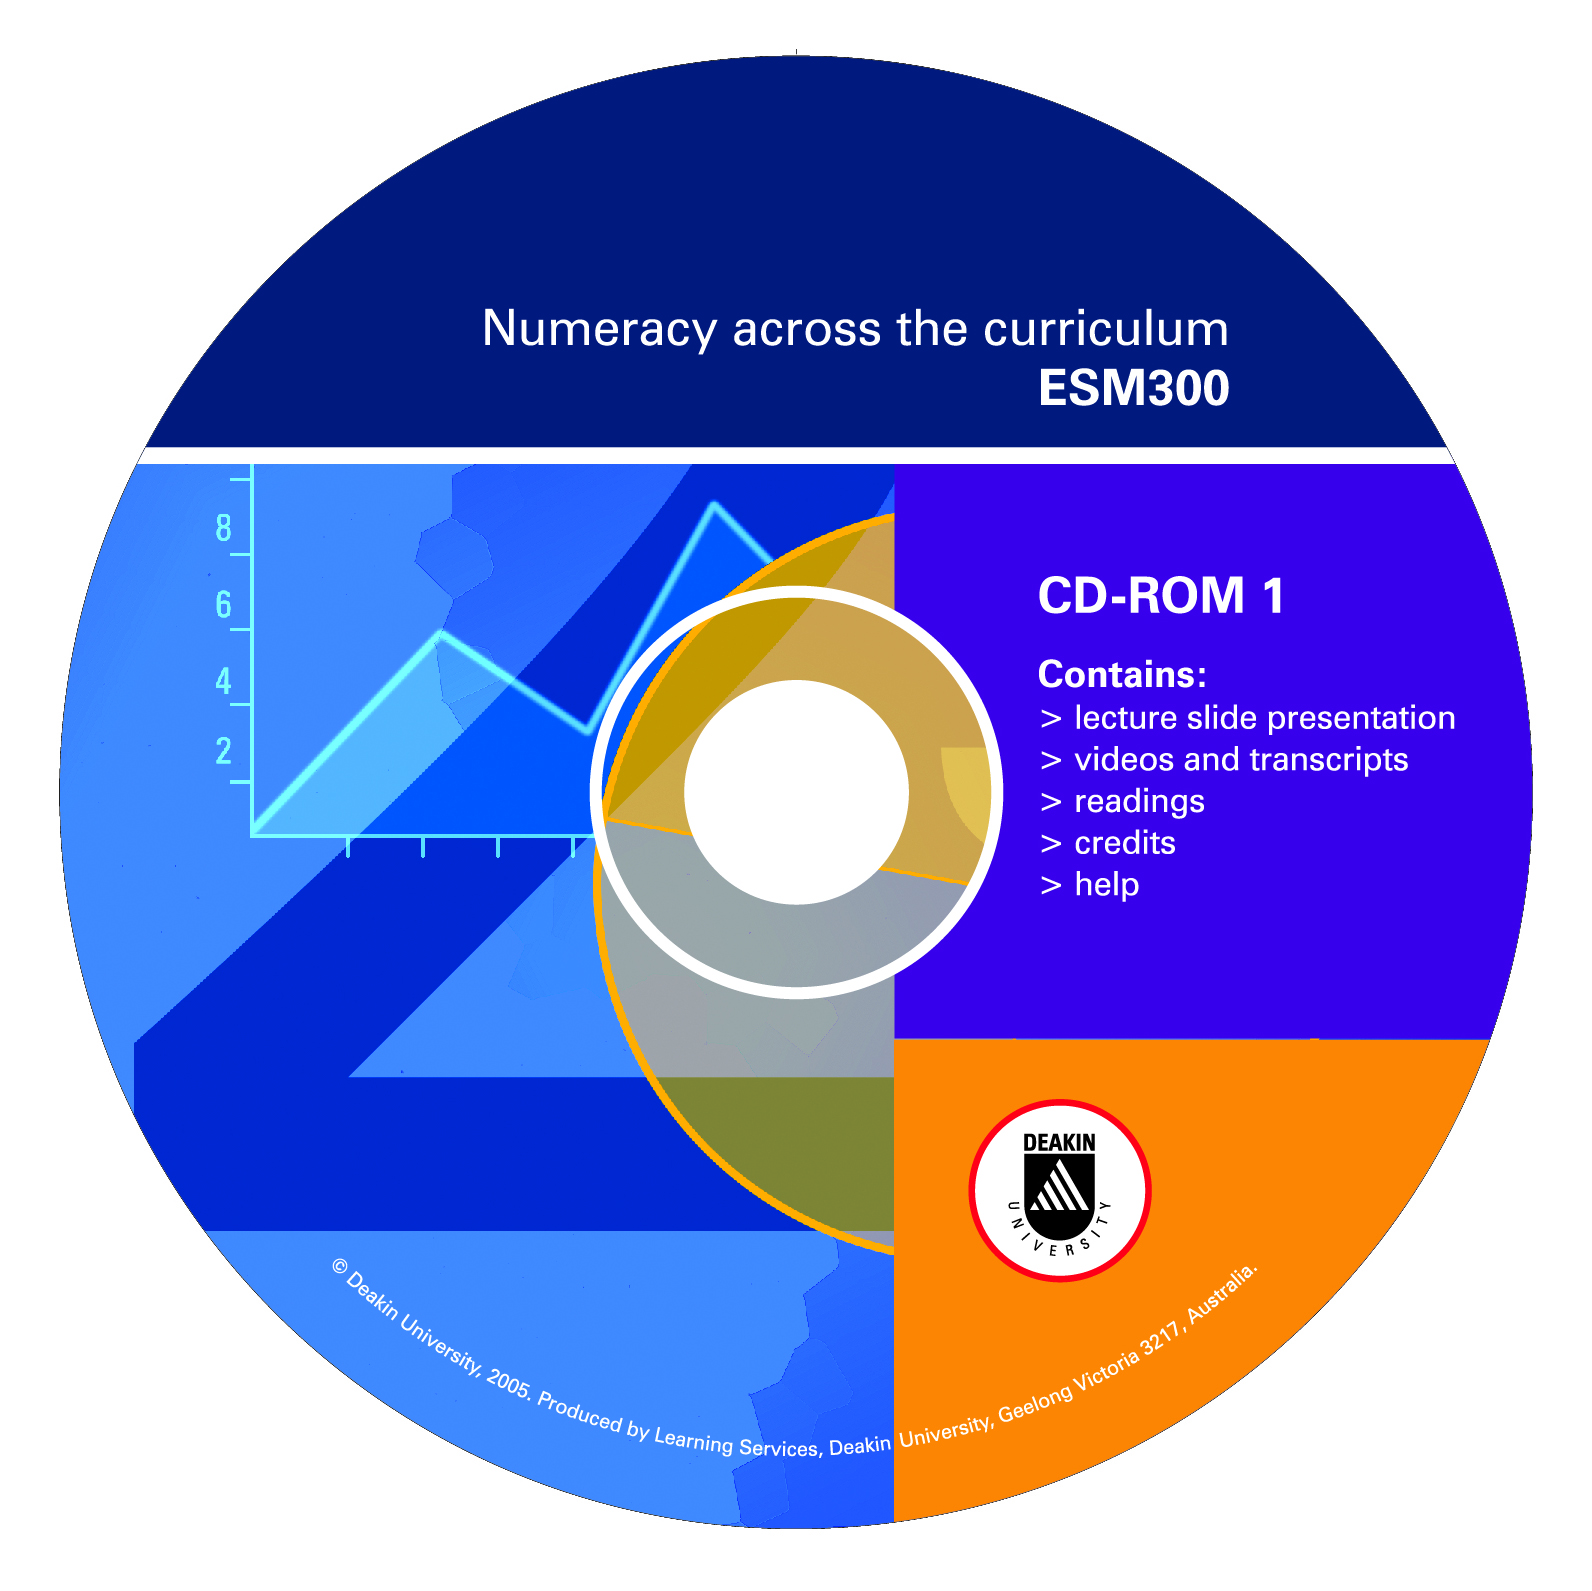 Numeracy across the curriculum
ESM300
8
6
4
2
CD-ROM 1
Contains:
> lecture slide presentation
> videos and transcripts
> readings
> credits
> help
DEAKIN
UNIVERSITY
© Deakin University, 2005. Produced by Learning Services, Deakin University, Geelong Victoria 3217, Australia.